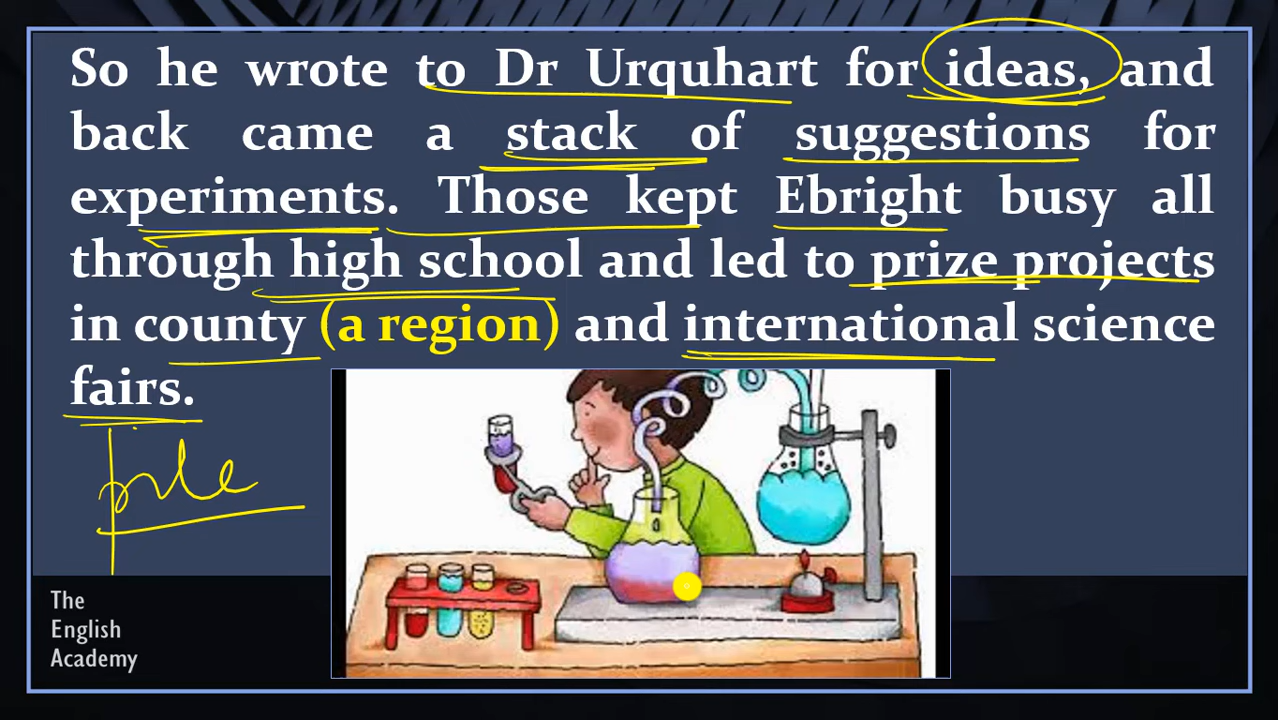 So he wrote to Dr Urquhart for ideas, and
back came a stack of suggestions for
experiments. Those kept Ebright busy all
through high school and led to prize projects
in county (a region) and international science
fairs.
pile
The
English
Academy